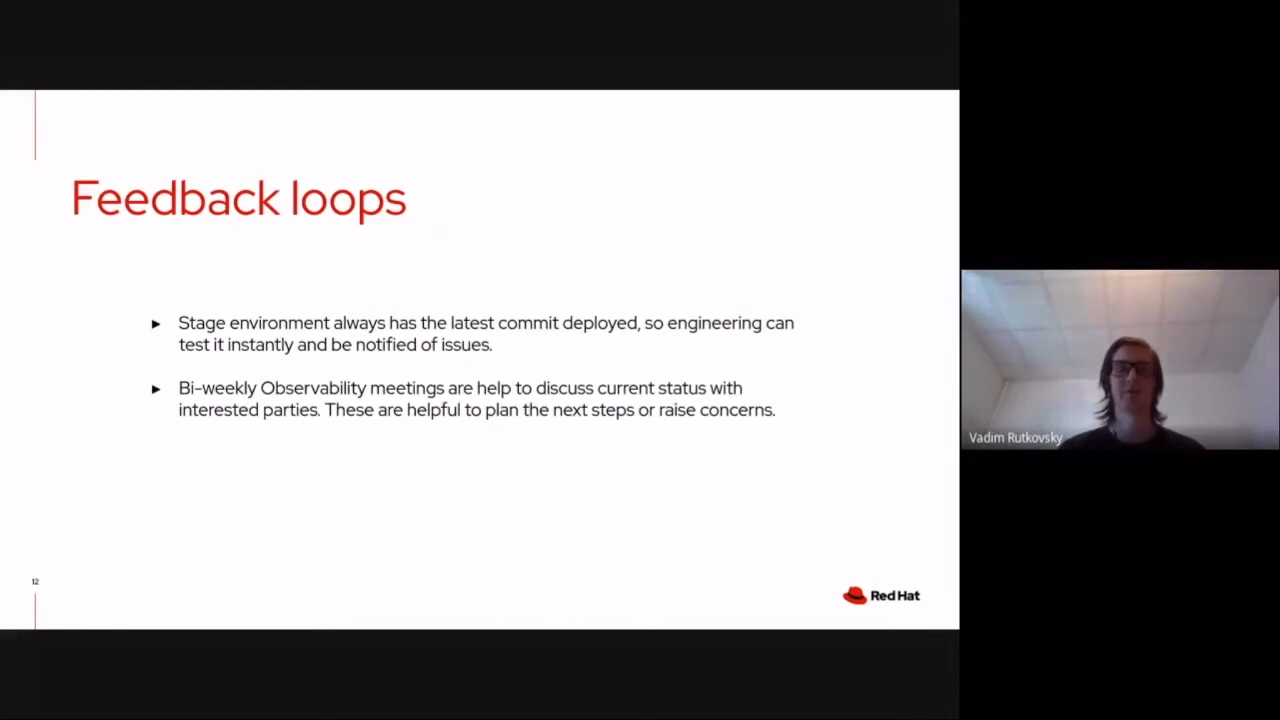 Feedback loops
► Stage environment always has the latest commit deployed, so engineering can
test it instantly and be notified of issues.
► Bi-weekly Observability meetings are help to discuss current status with
interested parties. These are helpful to plan the next steps or raise concerns.
Vadim Rutkovsky
12
Red Hat